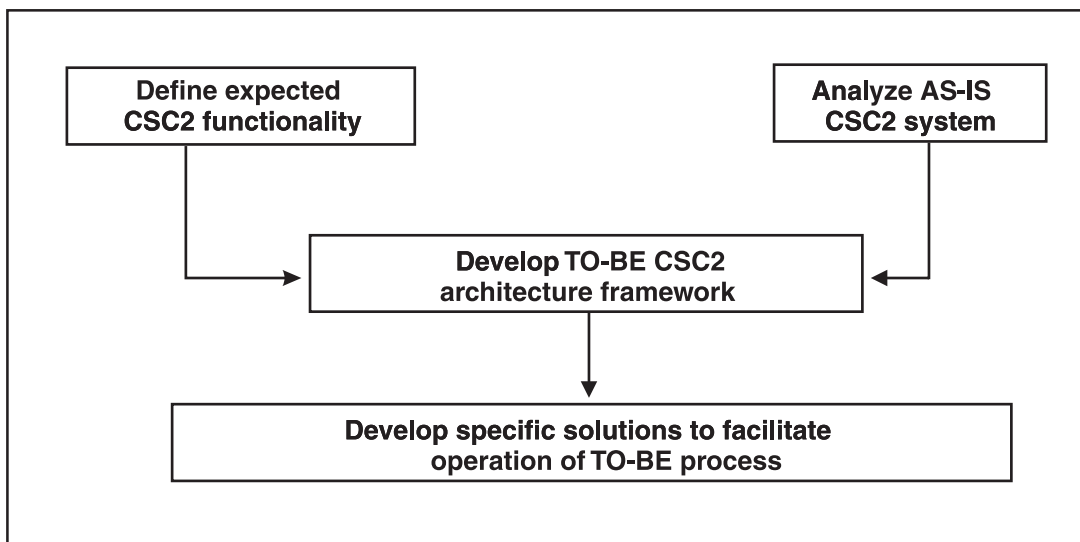 Define expected
CSC2 functionality
Analyze AS-IS
CSC2 system
Develop TO-BE CSC2
architecture framework
Develop specific solutions to facilitate
operation of TO-BE process